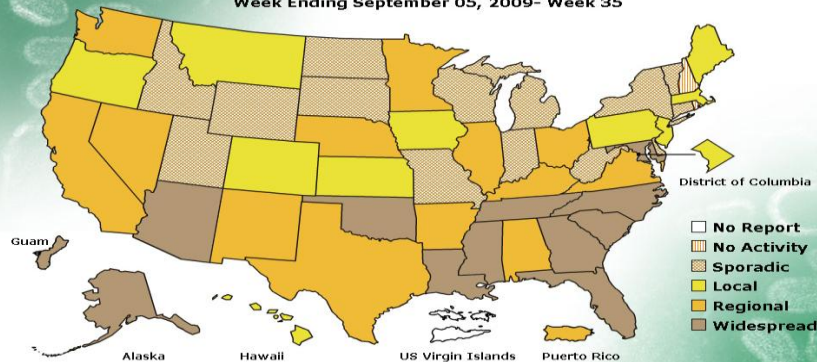 Week Ending September 05, 2009- Week 35
District of Columbia
Guam
No Report
No Activity
Sporadic
Local
Regional
Widespread
Alaska
Hawaii
US Virgin Islands
Puerto Rico